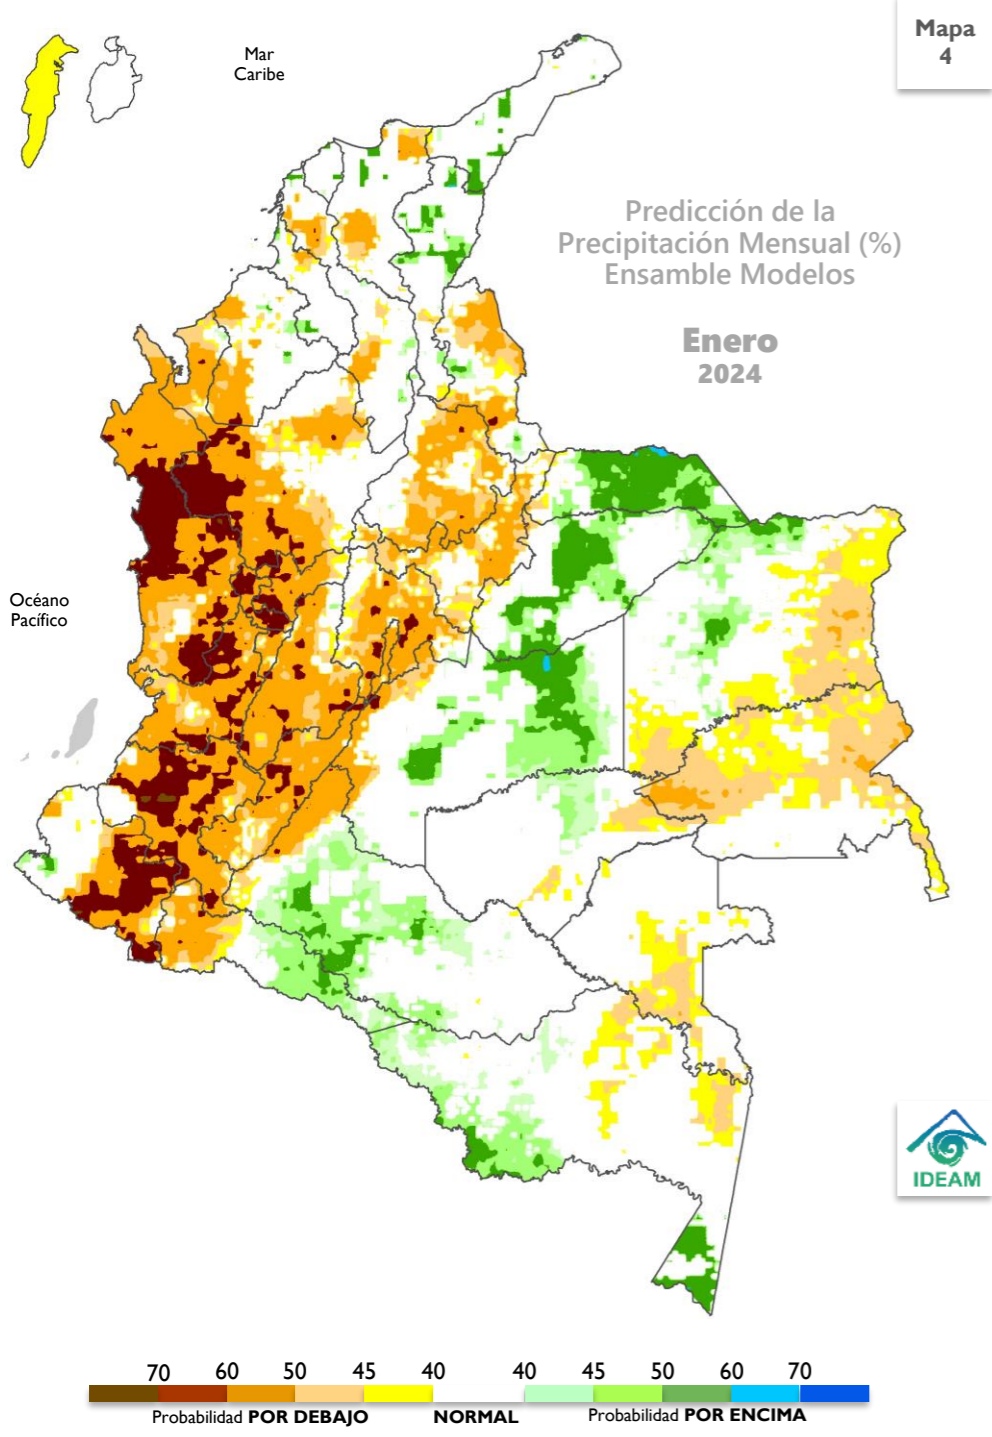 Mapa
4
Mar
Caribe
Predicción de la
Precipitación Mensual (%)
Ensamble Modelos
Enero
2024
Océano
Pacífico
IDEAM
70 60 50 45 40 40 45 50 60 70
Probabilidad POR DEBAJO NORMAL Probabilidad POR ENCIMA